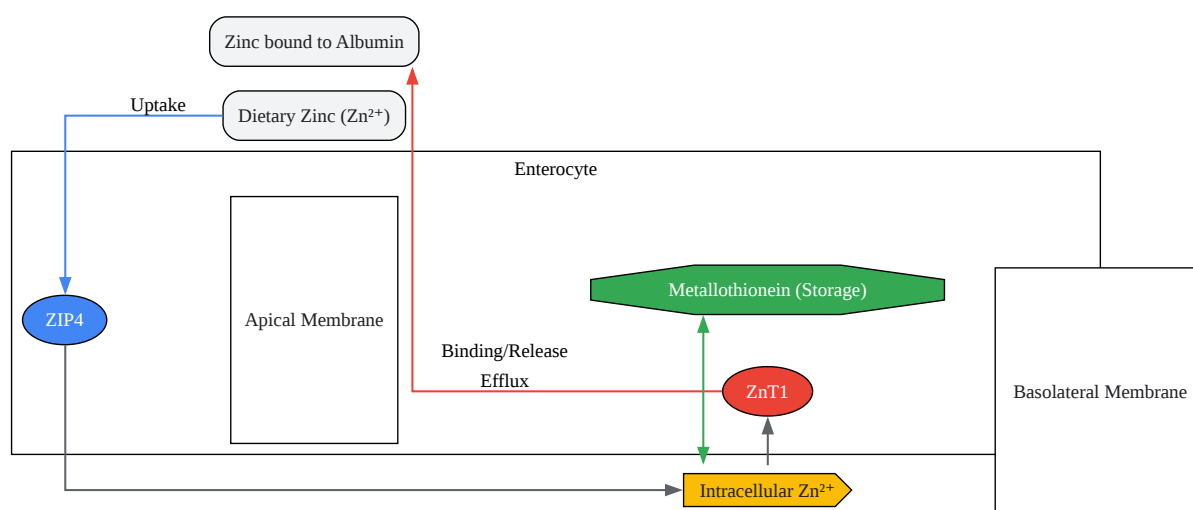 Zinc bound to Albumin
Uptake
Dietary Zinc (Zn²⁺)
Enterocyte
Metallothionein (Storage)
ZIP4
Apical Membrane
Binding/Release
Efflux
ZnT1
Basolateral Membrane
Intracellular Zn²⁺